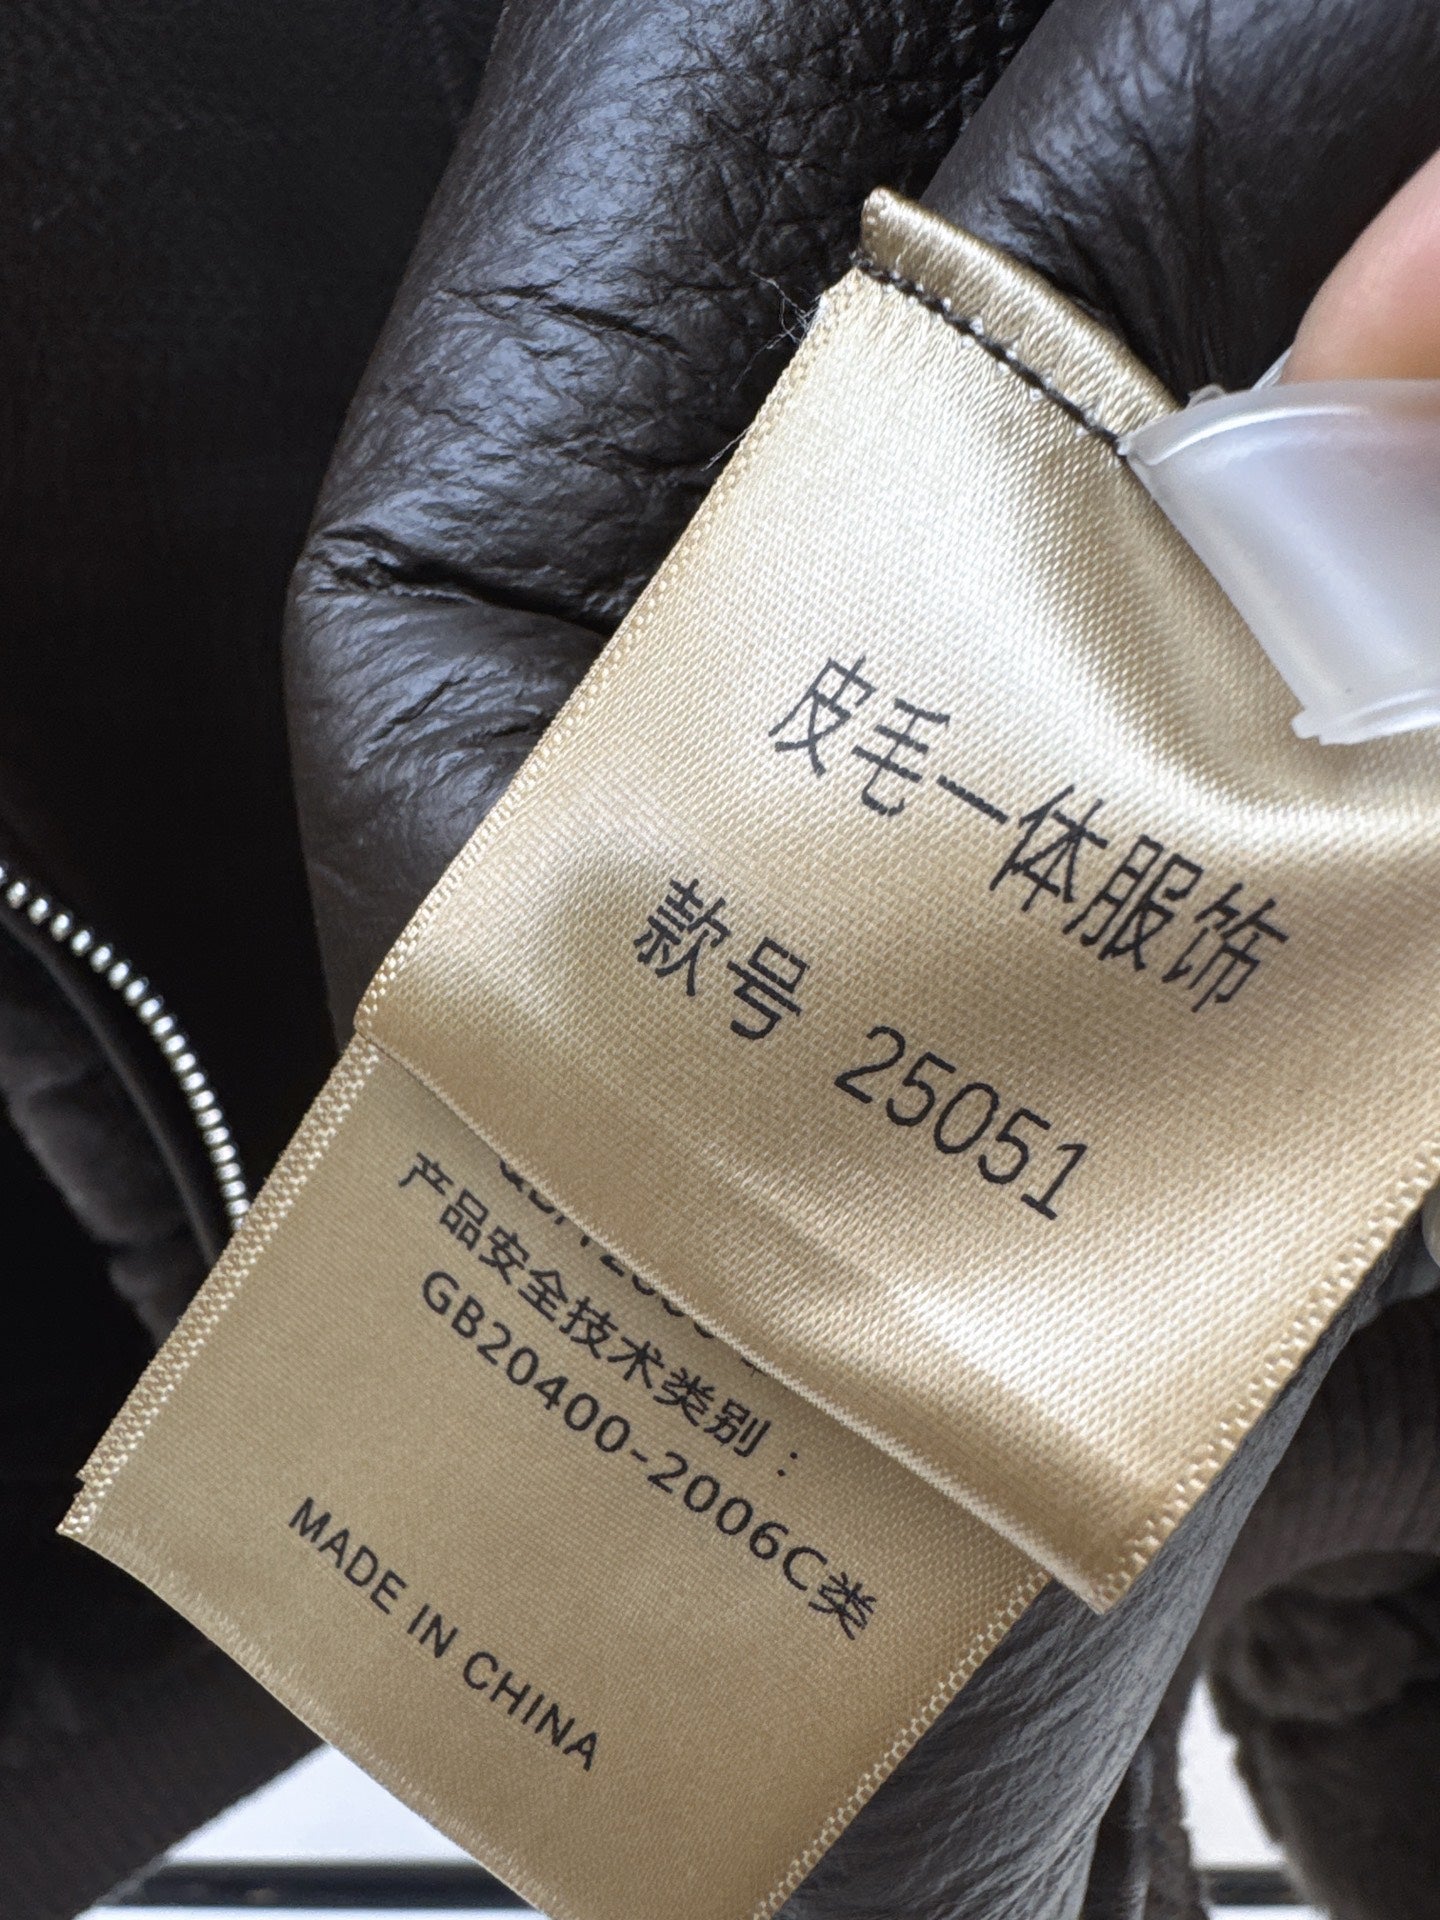 皮毛一体服饰
款号 25051
产品安全技术类别：
GB20400-2006C类
MADE IN CHINA